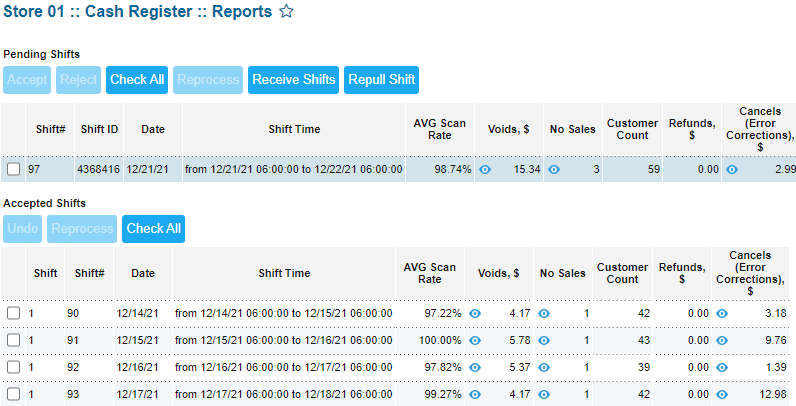 Store 01 :: Cash Register :: Reports
Pending Shifts
Accept Reject Check All Reprocess Receive Shifts Repull Shift
Shift# Shift ID Date Shift Time AVG Scan Rate Voids, $ No Sales Customer Count Refunds, $ Cancels (Error Corrections), $
97 4368416 12/21/21 from 12/21/21 06:00:00 to 12/22/21 06:00:00 98.74% 15.34 3 59 0.00 2.99
Accepted Shifts
Undo Reprocess Check All
Shift Shift# Date Shift Time AVG Scan Rate Voids, $ No Sales Customer Count Refunds, $ Cancels (Error Corrections), $
1 90 12/14/21 from 12/14/21 06:00:00 to 12/15/21 06:00:00 97.22% 4.17 1 42 0.00 3.18
1 91 12/15/21 from 12/15/21 06:00:00 to 12/16/21 06:00:00 100.00% 5.78 1 43 0.00 9.76
1 92 12/16/21 from 12/16/21 06:00:00 to 12/17/21 06:00:00 97.82% 5.37 1 39 0.00 1.39
1 93 12/17/21 from 12/17/21 06:00:00 to 12/18/21 06:00:00 99.27% 4.17 1 42 0.00 12.98